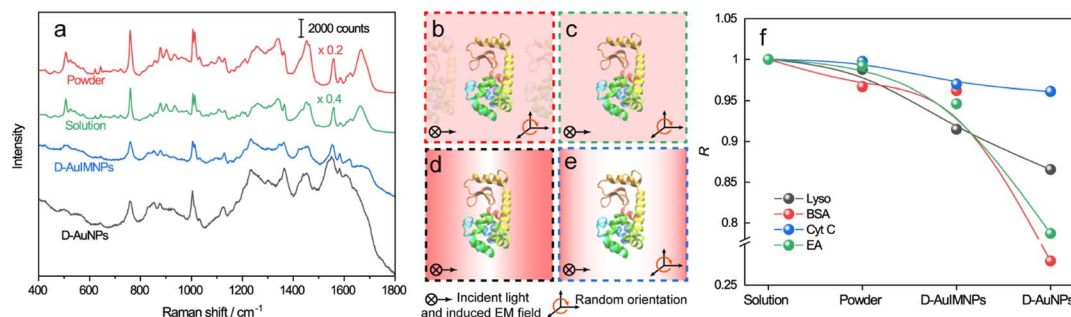 a
2000 counts
x 0.2
Powder
x 0.4
Solution
D-AuIMNPs
D-AuNPs
Intensity
400 600 800 1000 1200 1400 1600 1800
Raman shift / cm⁻¹
b
c
d
e
Incident light
and induced EM field
Random orientation
f
R
1.05
1
0.95
0.9
0.85
0.8
0.25
Lyso
BSA
Cyt C
EA
Solution Powder D-AuIMNPs D-AuNPs